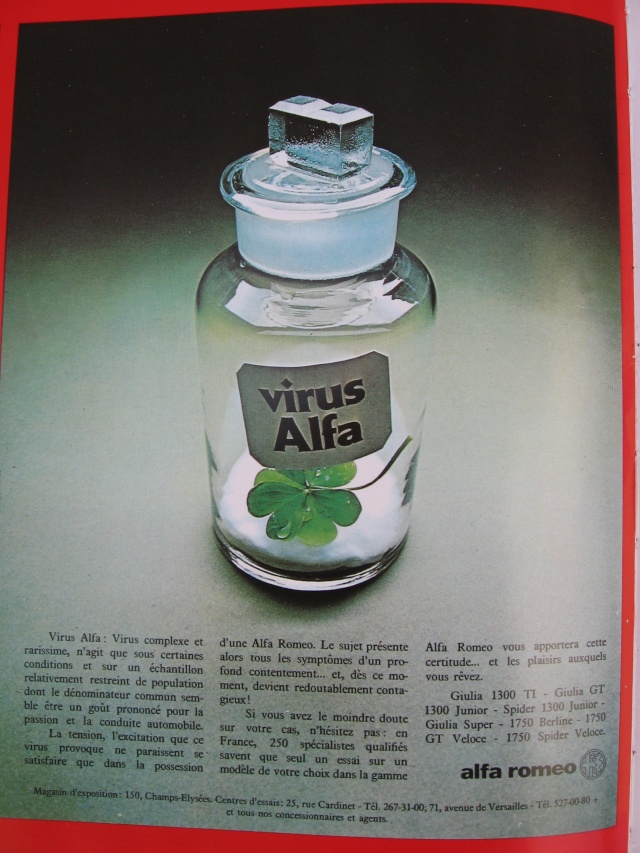 virus
Alfa
Virus Alfa : Virus complexe et
rarissime, n'agit que sous certaines
conditions et sur un échantillon
relativement restreint de population
dont le dénominateur commun sem-
ble être un goût prononcé pour la
passion et la conduite automobile.
La tension, l'excitation que ce
virus provoque ne paraissent se
satisfaire que dans la possession
d'une Alfa Romeo. Le sujet présente
alors tous les symptômes d'un pro-
fond contentement... et, dès ce mo-
ment, devient redoutablement conta-
gieux!
Si vous avez le moindre doute
sur votre cas, n'hésitez pas : en
France, 250 spécialistes qualifiés
savent que seul un essai sur un
modèle de votre choix dans la gamme
Alfa Romeo vous apportera cette
certitude... et les plaisirs auxquels
vous rêvez.
Giulia 1300 TI - Giulia GT
1300 Junior - Spider 1300 Junior -
Giulia Super - 1750 Berline - 1750
GT Veloce - 1750 Spider Veloce.
alfa romeo
Magasin d'exposition : 150, Champs-Elysées. Centres d'essais : 25, rue Cardinet - Tél. 267-31-00; 71, avenue de Versailles - Tél. 527-00-80 +
et tous nos concessionnaires et agents.